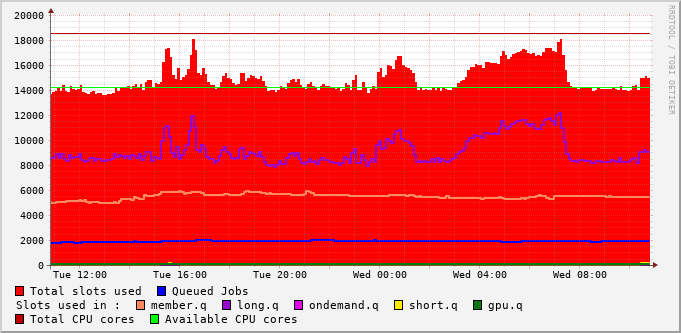 20000
18000
16000
14000
12000
10000
8000
6000
4000
2000
0
Tue 12:00 Tue 16:00 Tue 20:00 Wed 00:00 Wed 04:00 Wed 08:00
RRDTOOL / TOBI OETIKER
Total slots used Queued Jobs
Slots used in : member.q long.q ondemand.q short.q gpu.q
Total CPU cores Available CPU cores